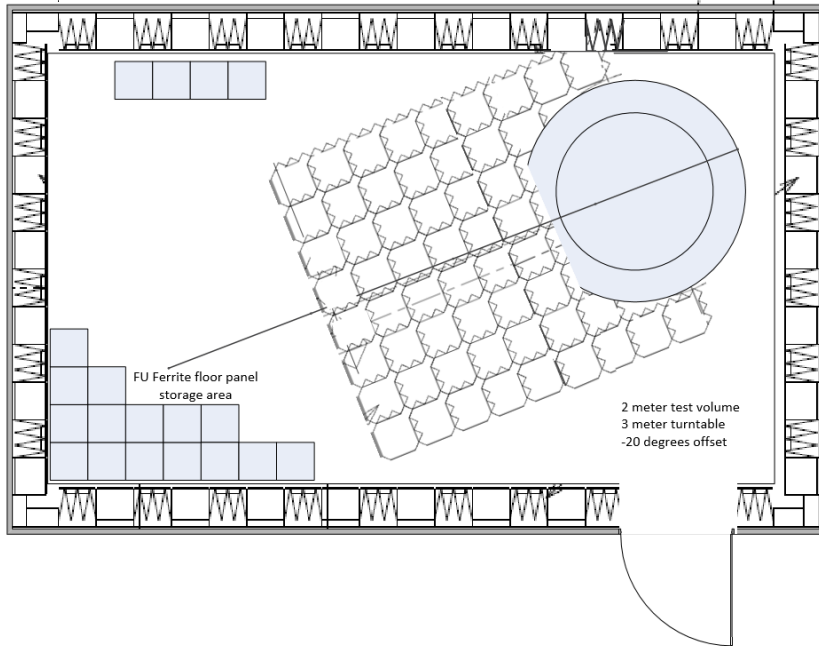 FU Ferrite floor panel
storage area
2 meter test volume
3 meter turntable
-20 degrees offset